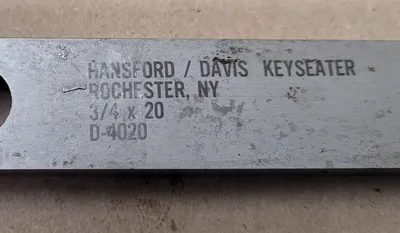 HANSFORD / DAVIS KEYSEATER
ROCHESTER, NY
3/4 x 20
D-4020